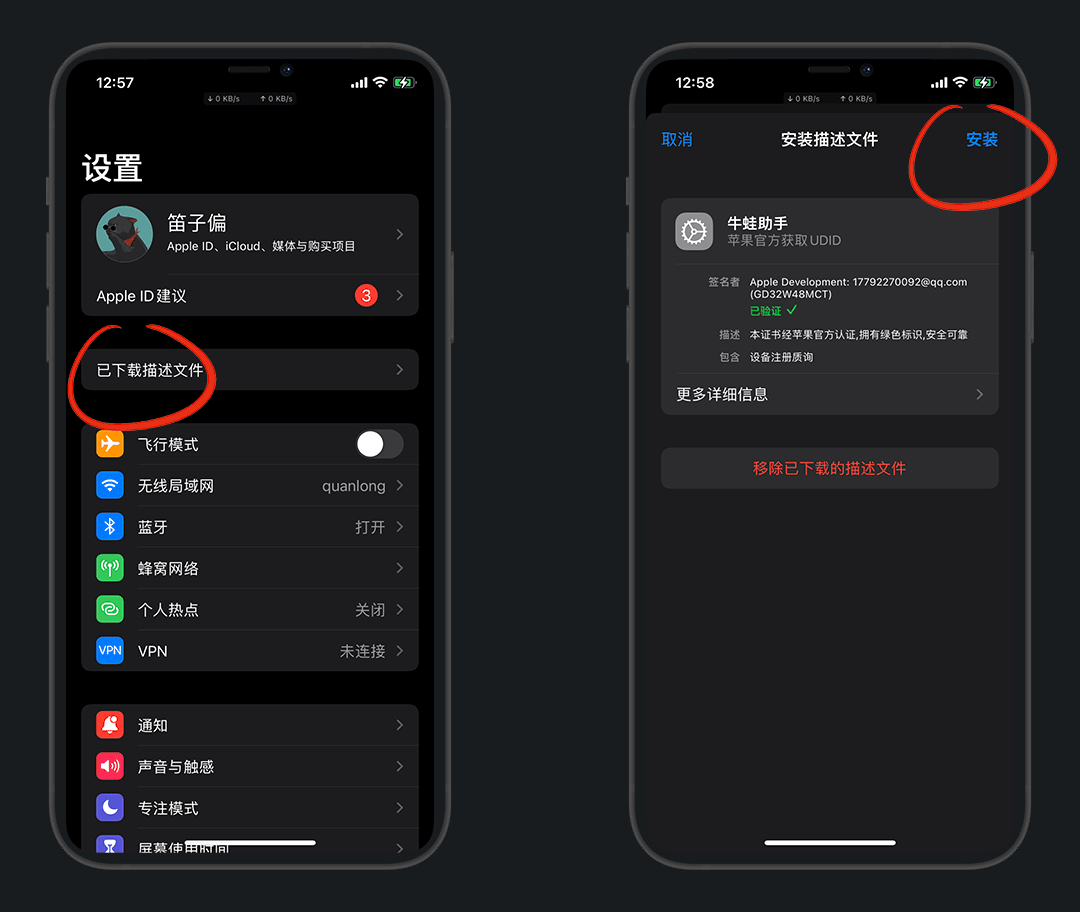 12:57
↓ 0 KB/s ↑ 0 KB/s
设置
笛子偏
Apple ID、iCloud、媒体与购买项目
Apple ID建议 3
已下载描述文件
飞行模式
无线局域网 quanlong
蓝牙 打开
蜂窝网络
个人热点 关闭
VPN VPN 未连接
通知
声音与触感
专注模式
屏幕使用时间
12:58
↓ 0 KB/s ↑ 0 KB/s
取消 安装描述文件 安装
牛蛙助手
苹果官方获取UDID
签名者 Apple Development: 17792270092@qq.com
(GD32W48MCT)
已验证 ✓
描述 本证书经苹果官方认证,拥有绿色标识,安全可靠
包含 设备注册质询
更多详细信息
移除已下载的描述文件